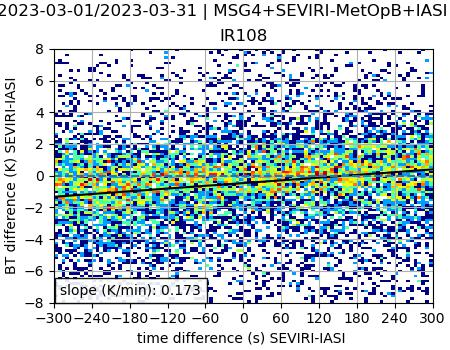 2023-03-01/2023-03-31 | MSG4+SEVIRI-MetOpB+IASI
IR108
BT difference (K) SEVIRI-IASI
8
6
4
2
0
−2
−4
−6
−8
slope (K/min): 0.173
−300 −240 −180 −120 −60 0 60 120 180 240 300
time difference (s) SEVIRI-IASI